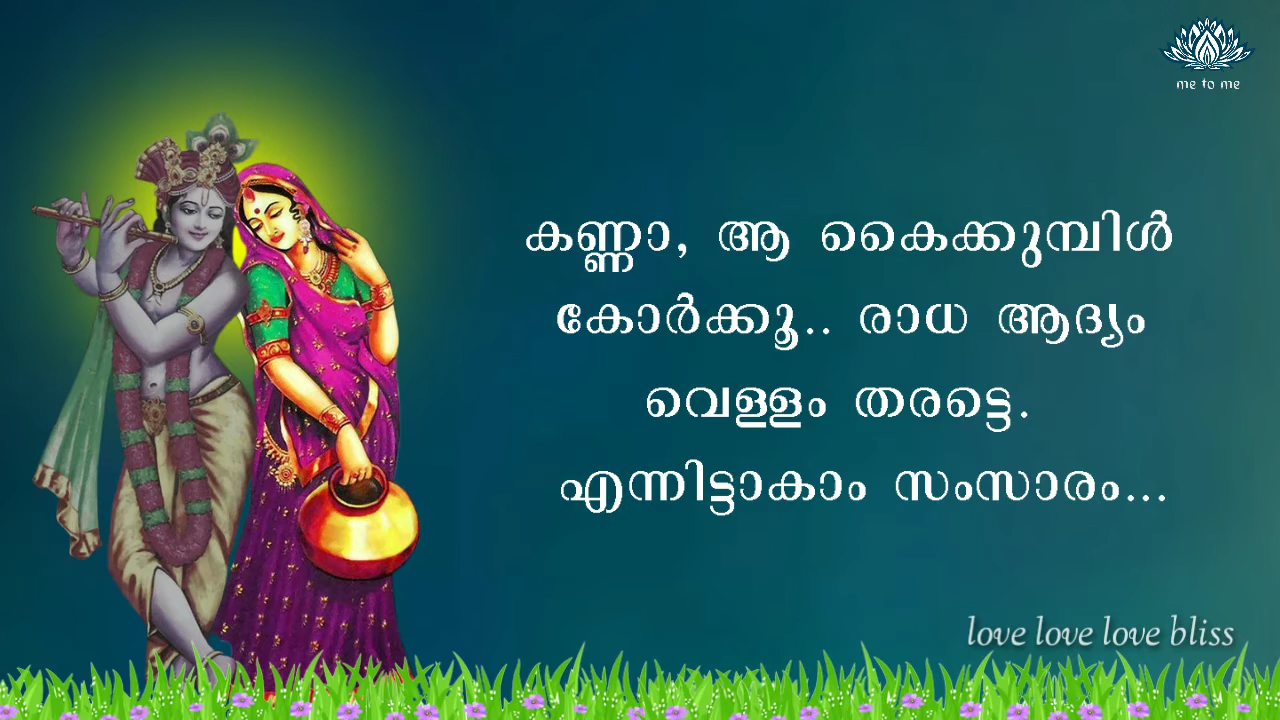 me to me
കണ്ണാ, ആ കൈക്കുമ്പിൾ
കോർക്കൂ.. രാധ ആദ്യം
വെള്ളം തരട്ടെ.
എന്നിട്ടാകാം സംസാരം...
love love love bliss